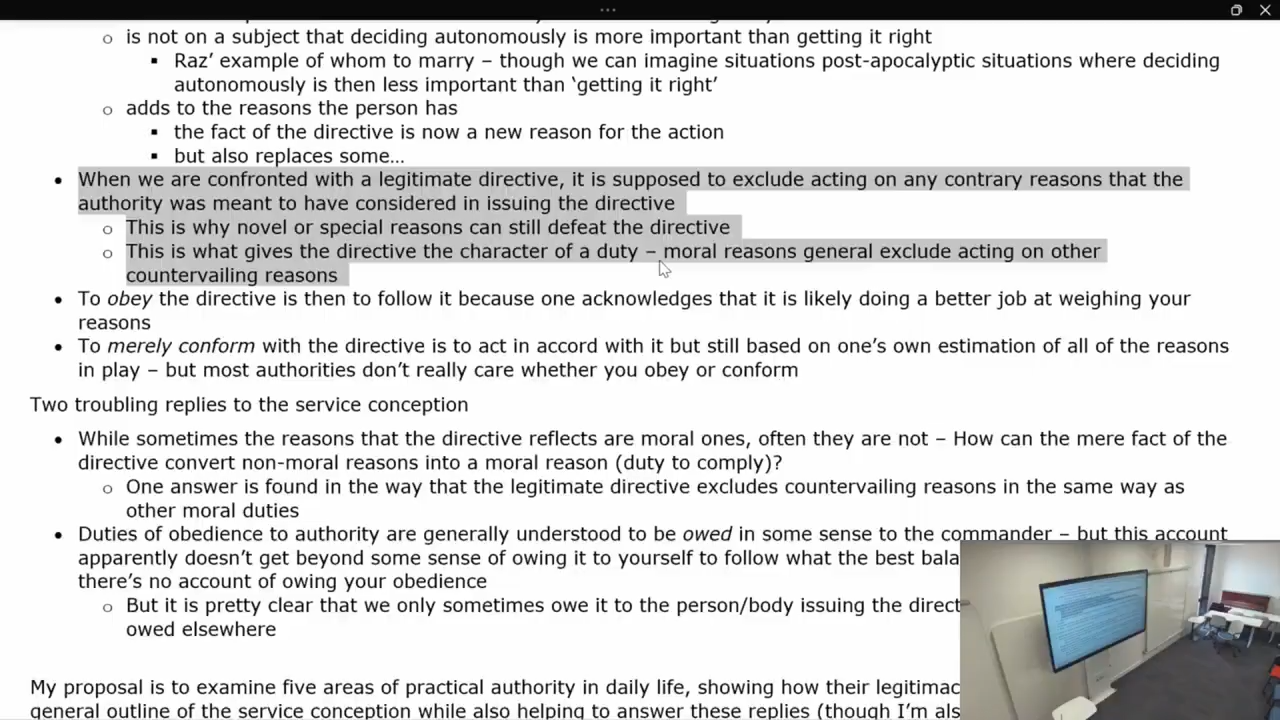 is not on a subject that deciding autonomously is more important than getting it right
Raz’ example of whom to marry – though we can imagine situations post-apocalyptic situations where deciding
autonomously is then less important than ‘getting it right’
adds to the reasons the person has
the fact of the directive is now a new reason for the action
but also replaces some…
When we are confronted with a legitimate directive, it is supposed to exclude acting on any contrary reasons that the
authority was meant to have considered in issuing the directive
This is why novel or special reasons can still defeat the directive
This is what gives the directive the character of a duty – moral reasons general exclude acting on other
countervailing reasons
To obey the directive is then to follow it because one acknowledges that it is likely doing a better job at weighing your
reasons
To merely conform with the directive is to act in accord with it but still based on one’s own estimation of all of the reasons
in play – but most authorities don’t really care whether you obey or conform
Two troubling replies to the service conception
While sometimes the reasons that the directive reflects are moral ones, often they are not – How can the mere fact of the
directive convert non-moral reasons into a moral reason (duty to comply)?
One answer is found in the way that the legitimate directive excludes countervailing reasons in the same way as
other moral duties
Duties of obedience to authority are generally understood to be owed in some sense to the commander – but this account
apparently doesn’t get beyond some sense of owing it to yourself to follow what the best bala
there’s no account of owing your obedience
But it is pretty clear that we only sometimes owe it to the person/body issuing the direct
owed elsewhere
My proposal is to examine five areas of practical authority in daily life, showing how their legitimac
general outline of the service conception while also helping to answer these replies (though I’m als